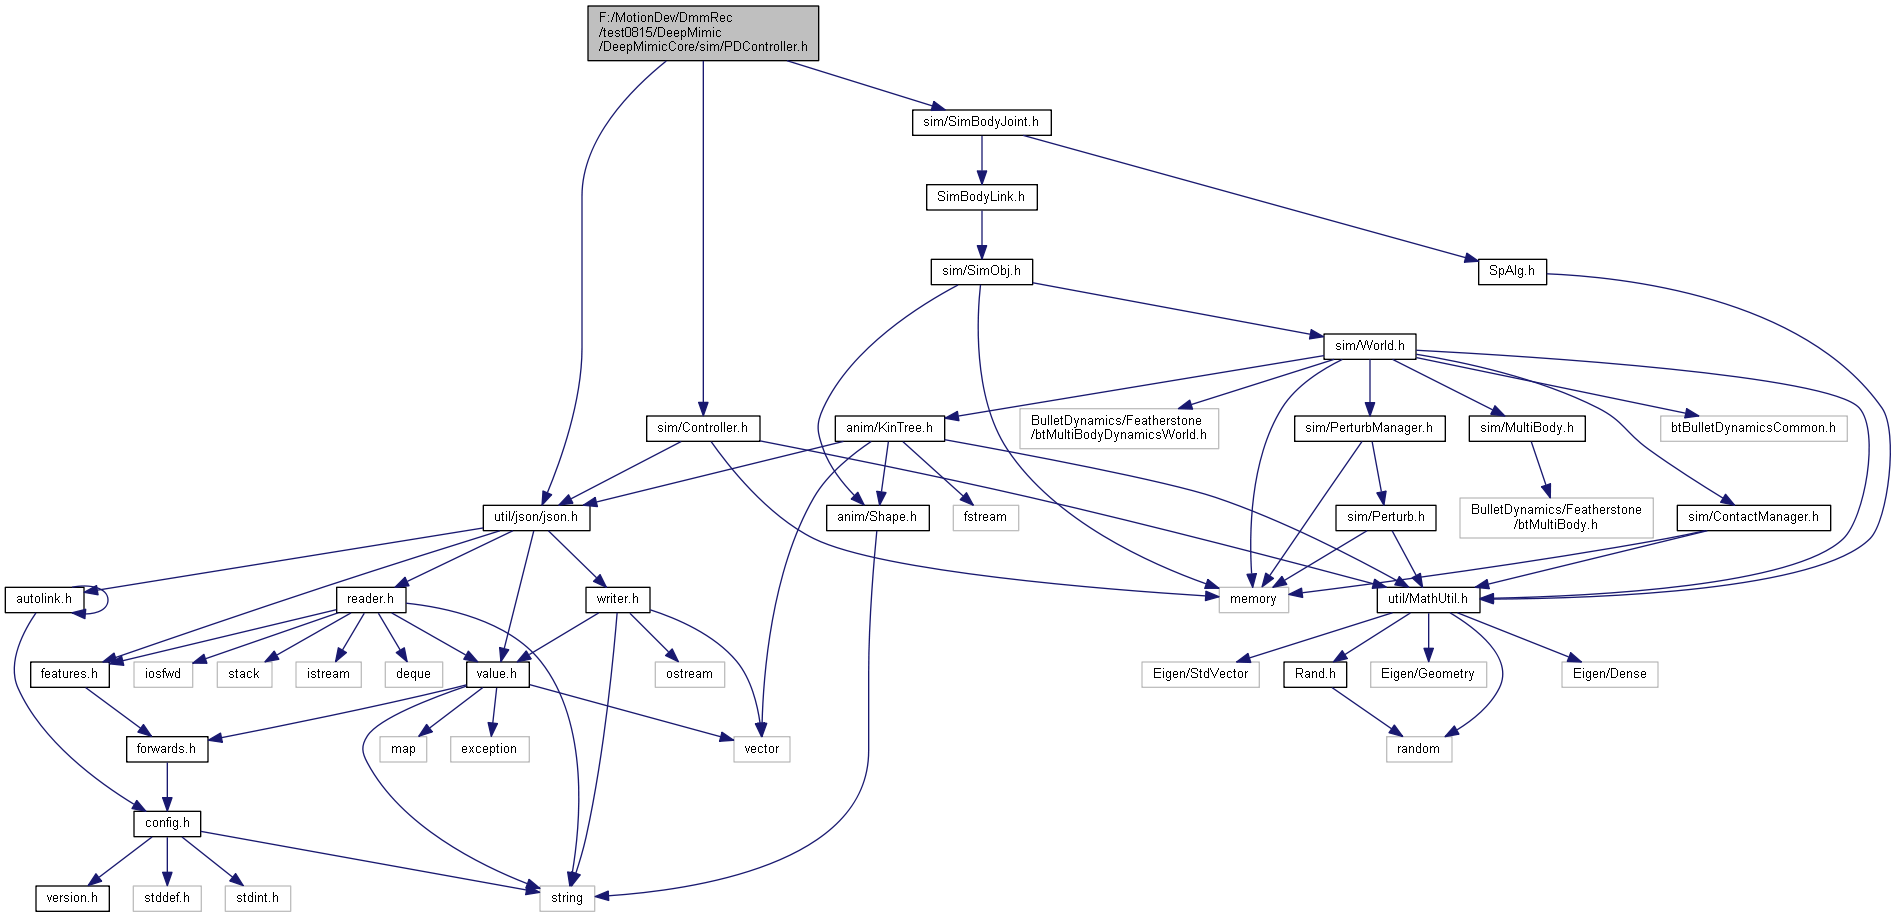 F:/MotionDev/DmmRec
/test0815/DeepMimic
/DeepMimicCore/sim/PDController.h
sim/SimBodyJoint.h
SimBodyLink.h
sim/SimObj.h
SpAlg.h
sim/World.h
sim/Controller.h
anim/KinTree.h
BulletDynamics/Featherstone
/btMultiBodyDynamicsWorld.h
sim/PerturbManager.h
sim/MultiBody.h
btBulletDynamicsCommon.h
util/json/json.h
anim/Shape.h
fstream
sim/Perturb.h
BulletDynamics/Featherstone
/btMultiBody.h
sim/ContactManager.h
autolink.h
reader.h
writer.h
memory
util/MathUtil.h
features.h
iosfwd
stack
istream
deque
value.h
ostream
Eigen/StdVector
Rand.h
Eigen/Geometry
Eigen/Dense
forwards.h
map
exception
vector
random
config.h
version.h
stddef.h
stdint.h
string